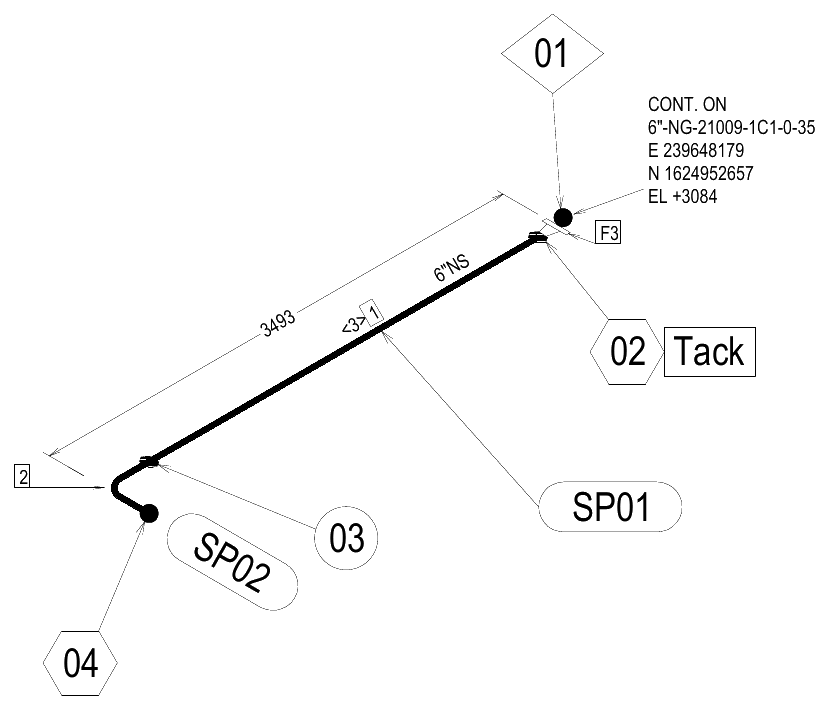 01
CONT. ON
6"-NG-21009-1C1-0-35
E 239648179
N 1624952657
EL +3084
F3
6"NS
3493
<3> 1
02 Tack
2
SP01
SP02
03
04